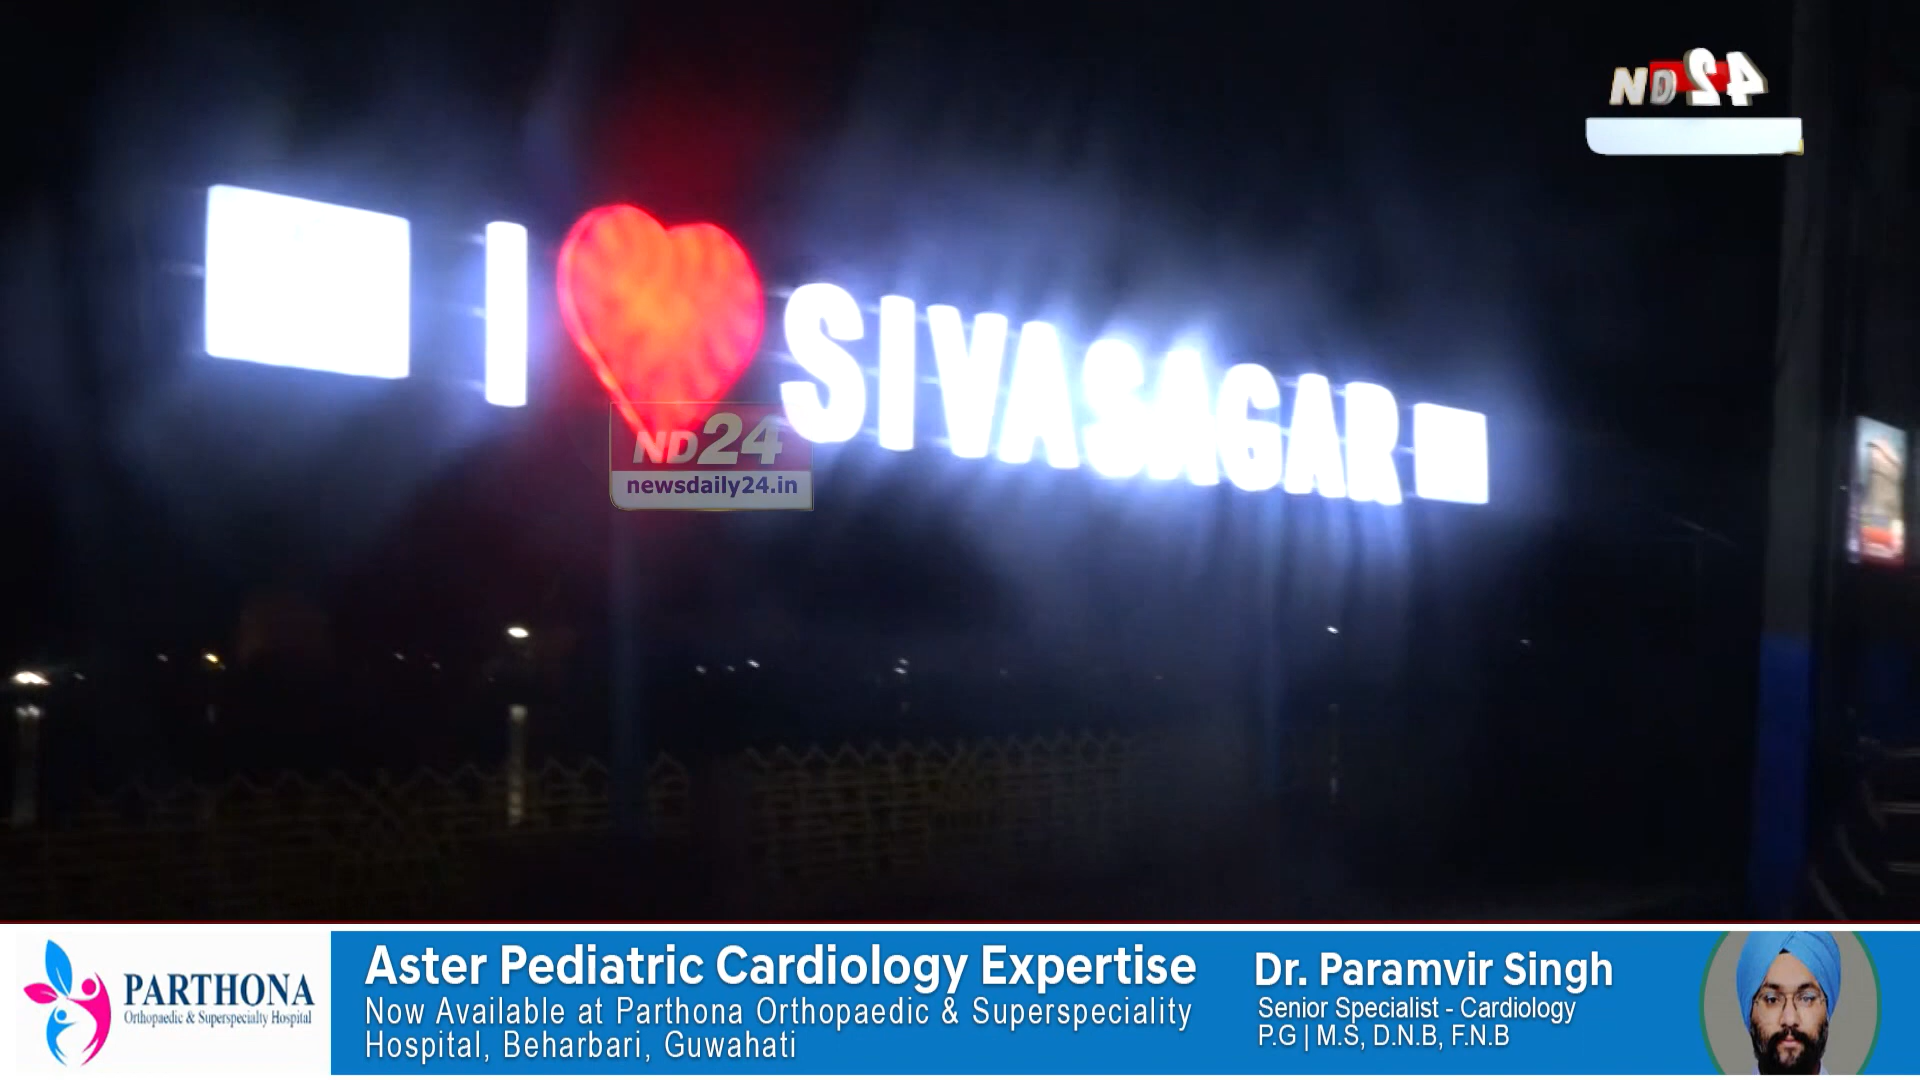 ND24
I SIVASAGAR
ND24
newsdaily24.in
PARTHONA
Orthopaedic & Superspecialty Hospital
Aster Pediatric Cardiology Expertise
Now Available at Parthona Orthopaedic & Superspeciality
Hospital, Beharbari, Guwahati
Dr. Paramvir Singh
Senior Specialist - Cardiology
P.G | M.S, D.N.B, F.N.B